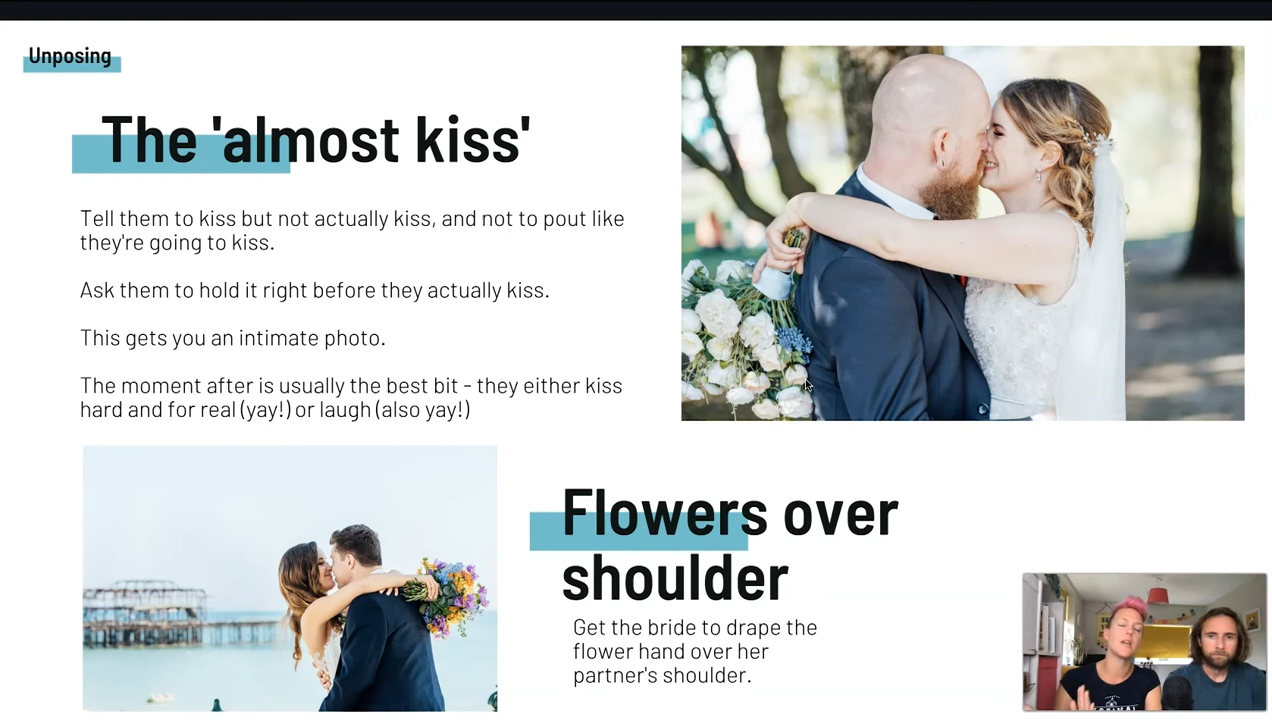 Unposing
The 'almost kiss'
Tell them to kiss but not actually kiss, and not to pout like
they're going to kiss.
Ask them to hold it right before they actually kiss.
This gets you an intimate photo.
The moment after is usually the best bit - they either kiss
hard and for real (yay!) or laugh (also yay!)
Flowers over
shoulder
Get the bride to drape the
flower hand over her
partner's shoulder.